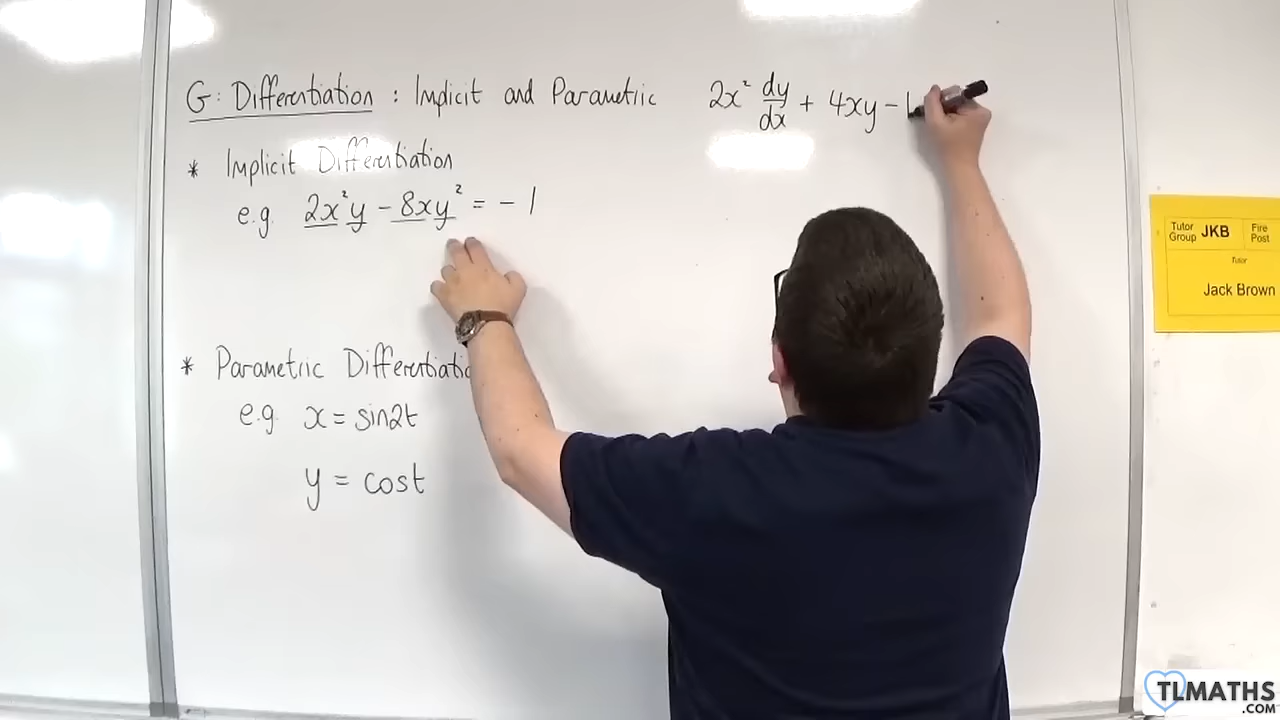 G: Differentiation : Implicit and Parametric
2x² dy/dx + 4xy - 1
* Implicit Differentiation
e.g. 2x²y - 8xy² = -1
* Parametric Differentiatio
e.g x = sin2t
y = cost
Tutor Group JKB Fire Post
Tutor
Jack Brown
TLMATHS
.COM